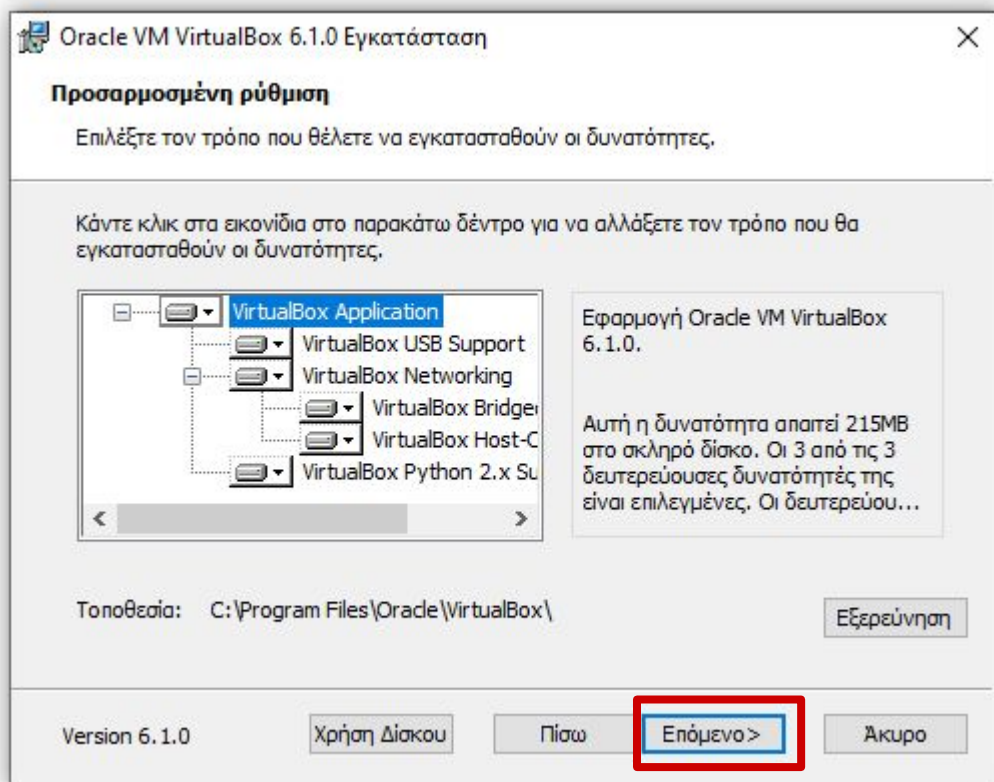 Oracle VM VirtualBox 6.1.0 Εγκατάσταση
Προσαρμοσμένη ρύθμιση
Επιλέξτε τον τρόπο που θέλετε να εγκατασταθούν οι δυνατότητες.
Κάντε κλικ στα εικονίδια στο παρακάτω δέντρο για να αλλάξετε τον τρόπο που θα
εγκατασταθούν οι δυνατότητες.
VirtualBox Application
VirtualBox USB Support
VirtualBox Networking
VirtualBox Bridge
VirtualBox Host-C
VirtualBox Python 2.x Su
Εφαρμογή Oracle VM VirtualBox
6.1.0.
Αυτή η δυνατότητα απαιτεί 215MB
στο σκληρό δίσκο. Οι 3 από τις 3
δευτερεύουσες δυνατότητές της
είναι επιλεγμένες. Οι δευτερεύου...
Τοποθεσία: C:\Program Files\Oracle\VirtualBox\
Εξερεύνηση
Version 6.1.0 Χρήση Δίσκου Πίσω Επόμενο> Άκυρο